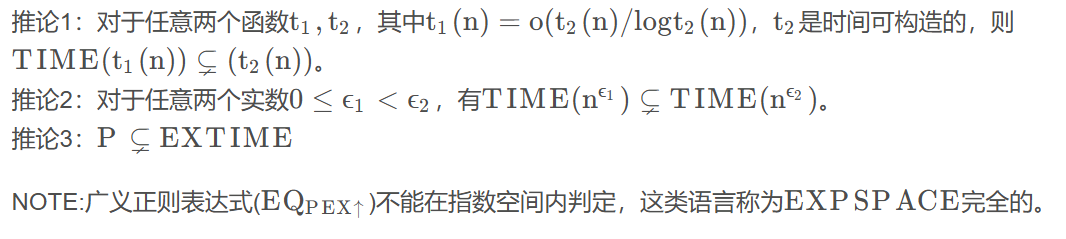 推论1：对于任意两个函数t₁,t₂，其中t₁(n) = o(t₂(n)/logt₂(n))，t₂是时间可构造的，则
TIME(t₁(n)) ⊊ (t₂(n))。
推论2：对于任意两个实数0 ≤ ϵ₁ < ϵ₂，有TIME(n^ϵ₁) ⊊ TIME(n^ϵ₂)。
推论3：P ⊊ EXTIME
NOTE:广义正则表达式(EQ_PEX↑)不能在指数空间内判定，这类语言称为EXPSPACE完全的。